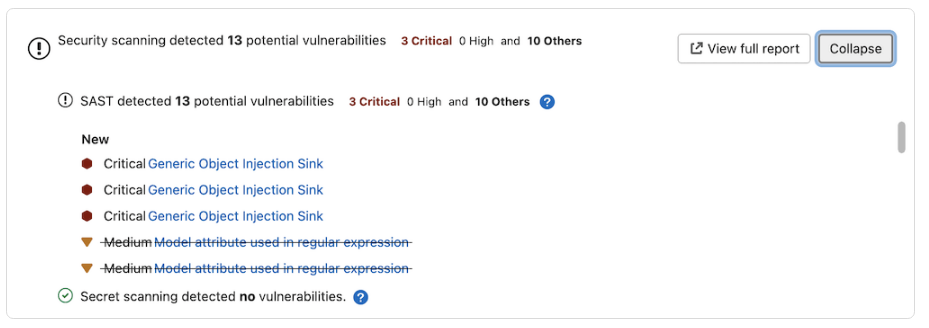 Security scanning detected 13 potential vulnerabilities 3 Critical 0 High and 10 Others
View full report
Collapse
SAST detected 13 potential vulnerabilities 3 Critical 0 High and 10 Others ?
New
Critical Generic Object Injection Sink
Critical Generic Object Injection Sink
Critical Generic Object Injection Sink
Medium Model attribute used in regular expression
Medium Model attribute used in regular expression
Secret scanning detected no vulnerabilities. ?